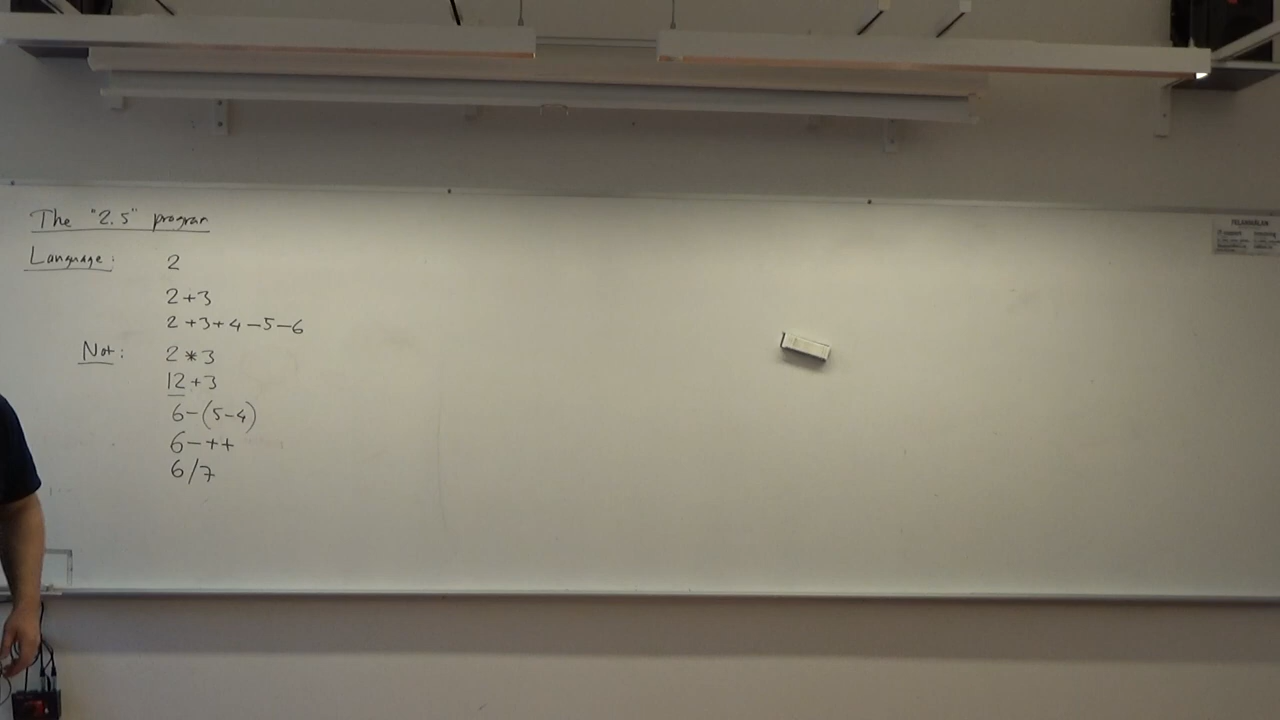 The "2.5" program
Language: 2
2+3
2+3+4-5-6
Not: 2*3
12+3
6-(5-4)
6-++
6/7